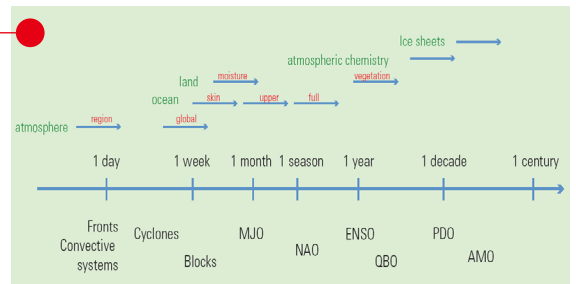 Ice sheets
atmospheric chemistry
land moisture vegetation
ocean skin upper full
atmosphere region global
1 day 1 week 1 month 1 season 1 year 1 decade 1 century
Fronts
Convective
systems
Cyclones
Blocks
MJO
NAO
ENSO
QBO
PDO
AMO